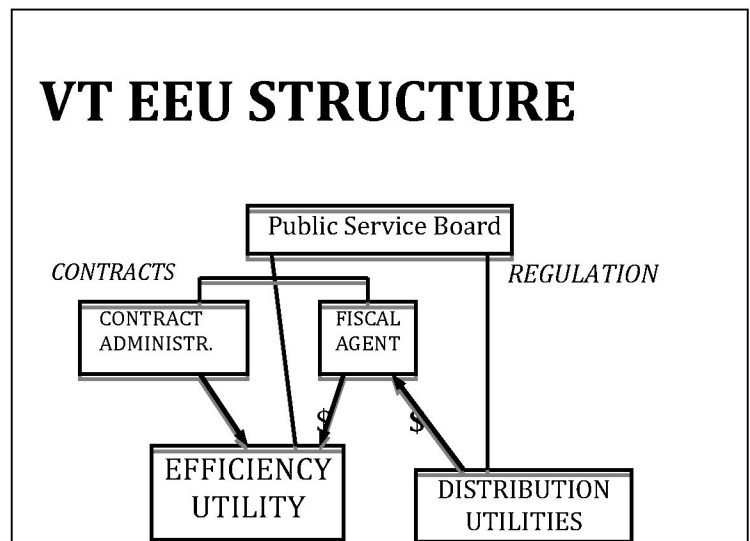 VT EEU STRUCTURE
Public Service Board
CONTRACTS
REGULATION
CONTRACT
ADMINISTR.
FISCAL
AGENT
$
$
EFFICIENCY
UTILITY
DISTRIBUTION
UTILITIES